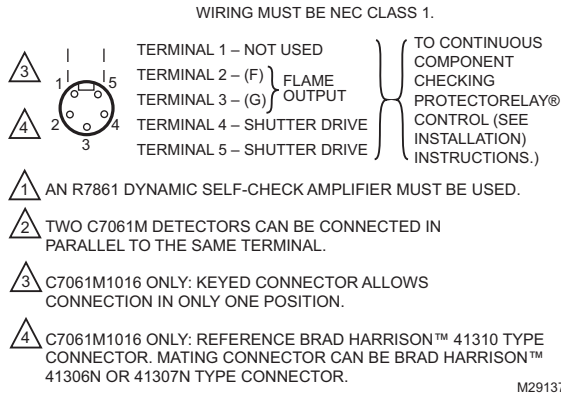 WIRING MUST BE NEC CLASS 1.
3
4
1
5
2
4
3
TERMINAL 1 – NOT USED
TERMINAL 2 – (F)
TERMINAL 3 – (G)
FLAME
OUTPUT
TERMINAL 4 – SHUTTER DRIVE
TERMINAL 5 – SHUTTER DRIVE
TO CONTINUOUS
COMPONENT
CHECKING
PROTECTORELAY®
CONTROL (SEE
INSTALLATION)
INSTRUCTIONS.)
1 AN R7861 DYNAMIC SELF-CHECK AMPLIFIER MUST BE USED.
2 TWO C7061M DETECTORS CAN BE CONNECTED IN
PARALLEL TO THE SAME TERMINAL.
3 C7061M1016 ONLY: KEYED CONNECTOR ALLOWS
CONNECTION IN ONLY ONE POSITION.
4 C7061M1016 ONLY: REFERENCE BRAD HARRISON™ 41310 TYPE
CONNECTOR. MATING CONNECTOR CAN BE BRAD HARRISON™
41306N OR 41307N TYPE CONNECTOR.
M29137